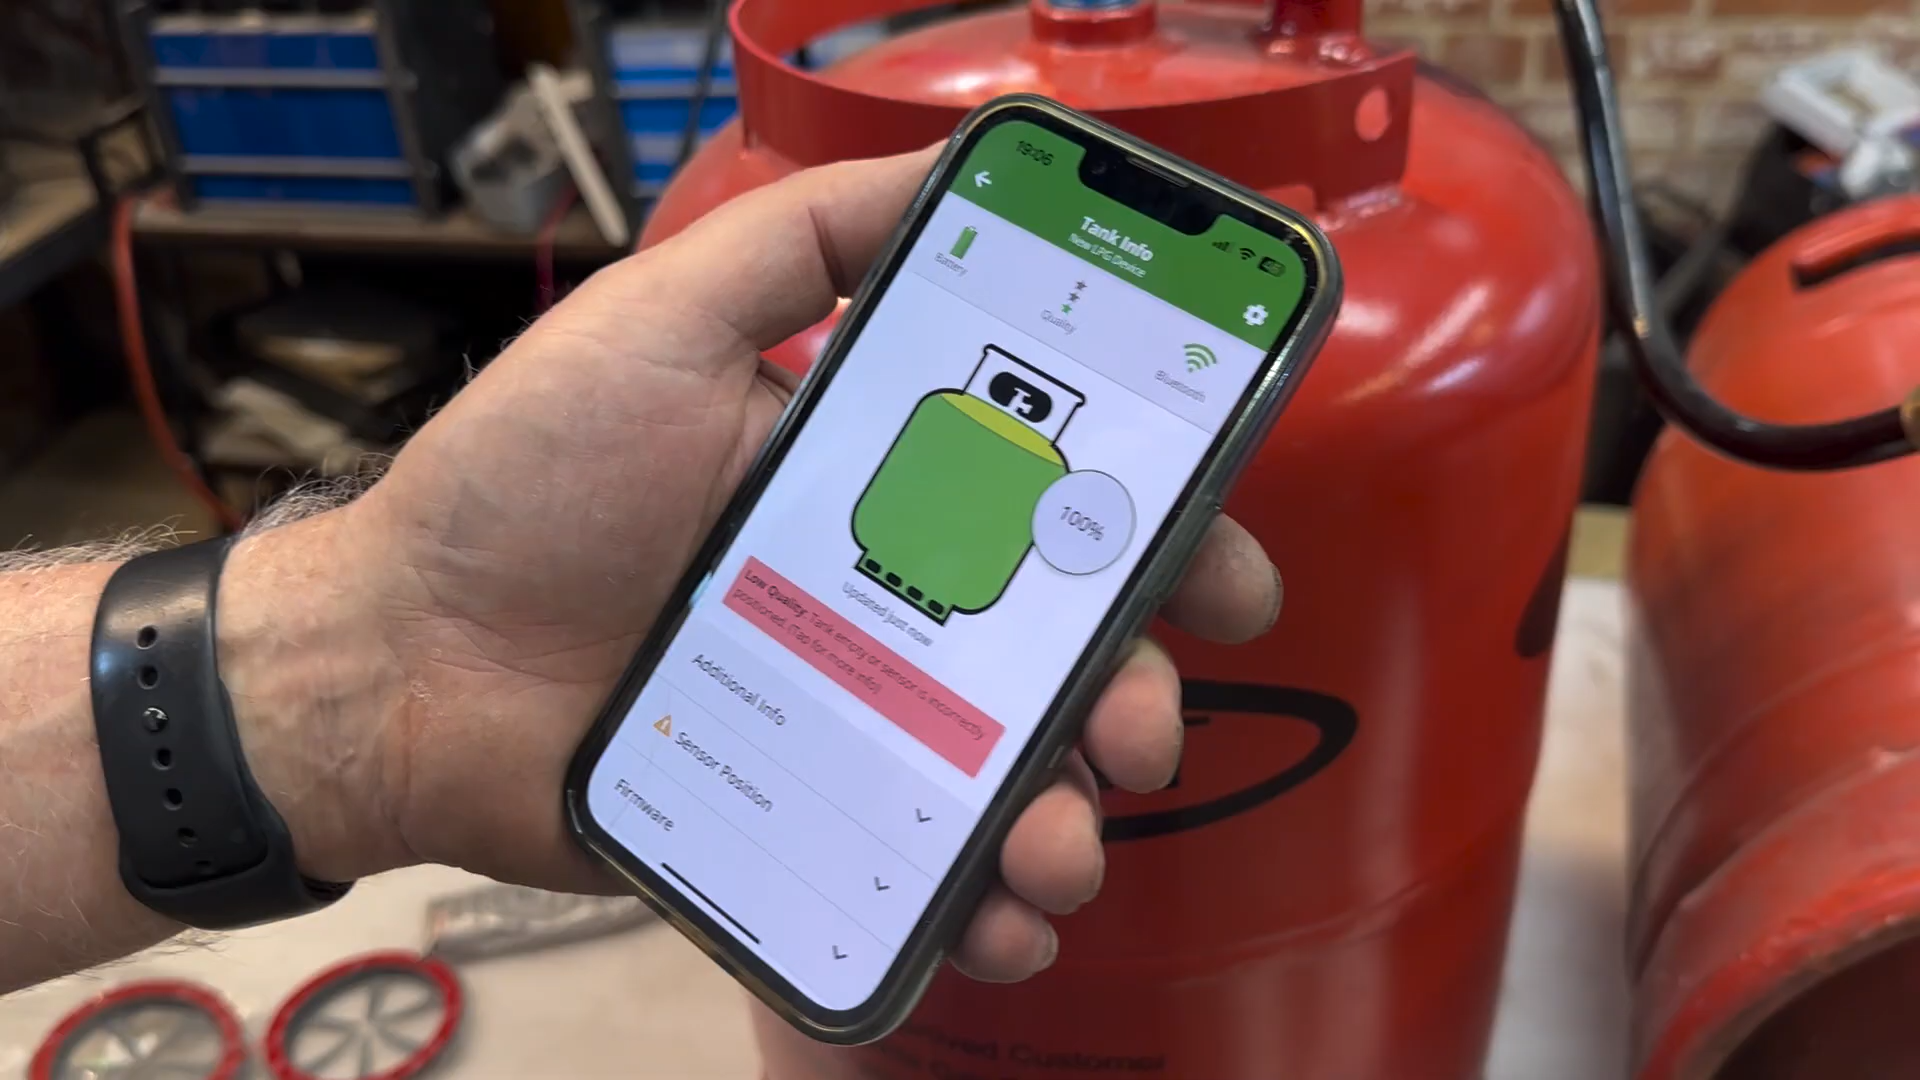 19:06
Tank Info
New LPG Device
Battery
Quality
Bluetooth
100%
Updated just now
Low Quality: Tank empty or sensor is incorrectly
positioned. (Tap for more info)
Additional Info
Sensor Position
Firmware
Customer